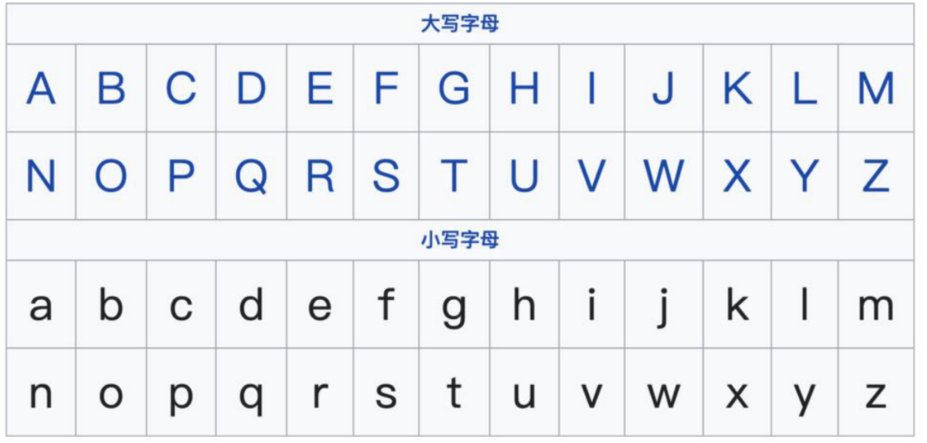 大写字母
A B C D E F G H I J K L M
N O P Q R S T U V W X Y Z
小写字母
a b c d e f g h i j k l m
n o p q r s t u v w x y z